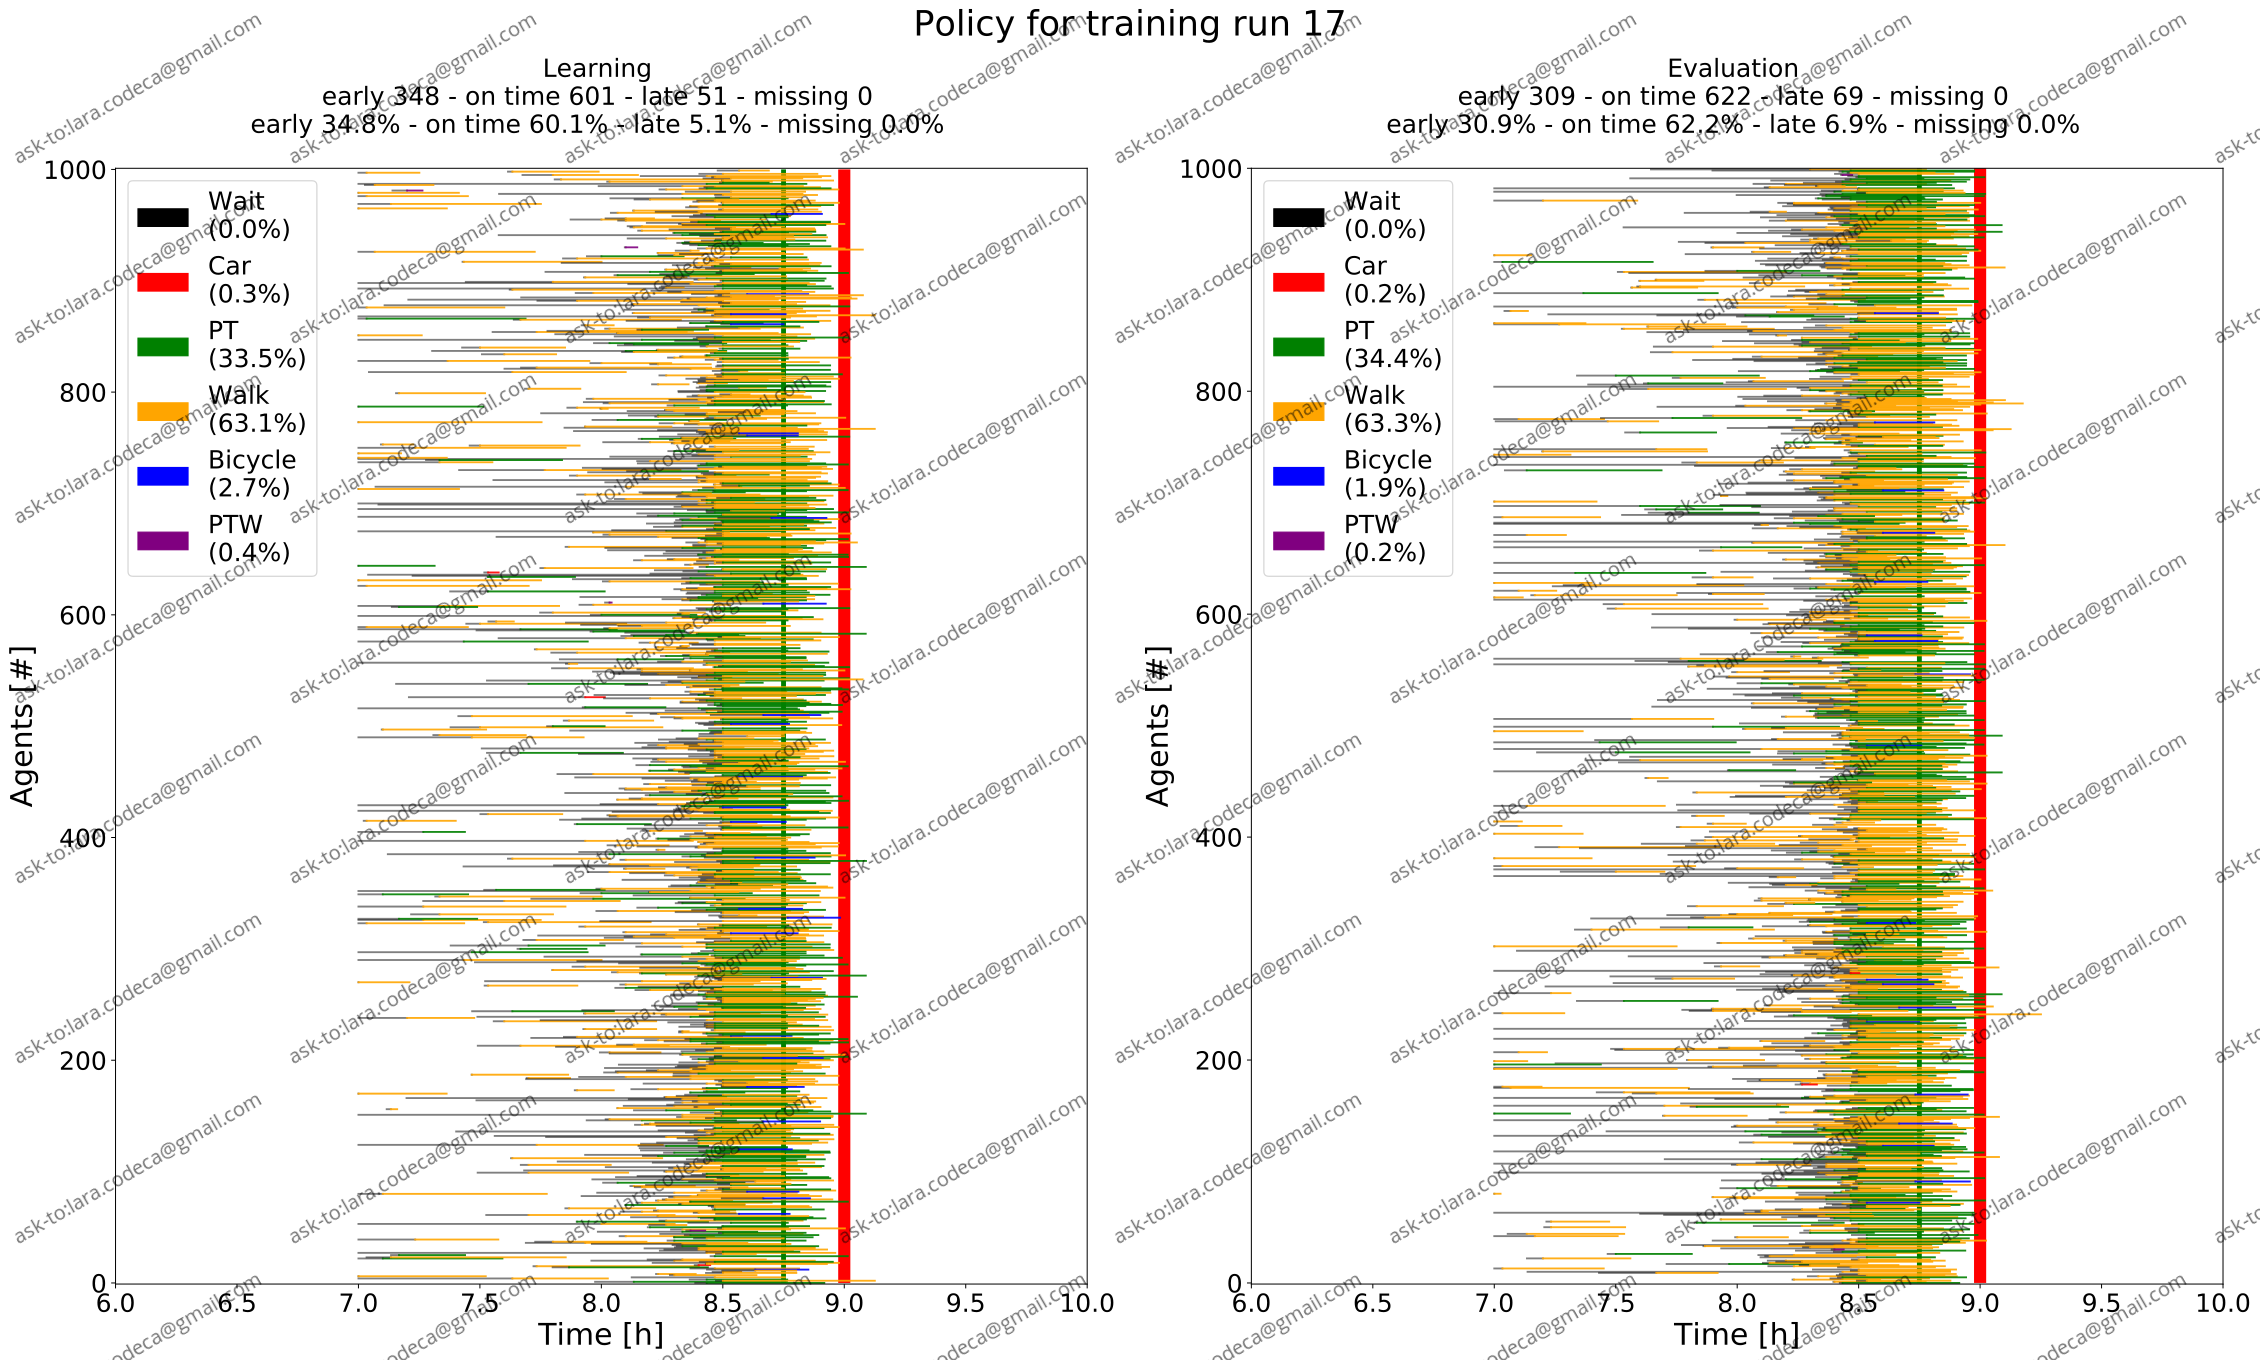 Policy for training run 17
Learning
early 348 - on time 601 - late 51 - missing 0
early 34.8% - on time 60.1% - late 5.1% - missing 0.0%
1000
800
600
400
200
0
Agents [#]
Wait
(0.0%)
Car
(0.3%)
PT
(33.5%)
Walk
(63.1%)
Bicycle
(2.7%)
PTW
(0.4%)
6.0 6.5 7.0 7.5 8.0 8.5 9.0 9.5 10.0
Time [h]
Evaluation
early 309 - on time 622 - late 69 - missing 0
early 30.9% - on time 62.2% - late 6.9% - missing 0.0%
1000
800
600
400
200
0
Agents [#]
Wait
(0.0%)
Car
(0.2%)
PT
(34.4%)
Walk
(63.3%)
Bicycle
(1.9%)
PTW
(0.2%)
6.0 6.5 7.0 7.5 8.0 8.5 9.0 9.5 10.0
Time [h]
ask-to:lara.codeca@gmail.com